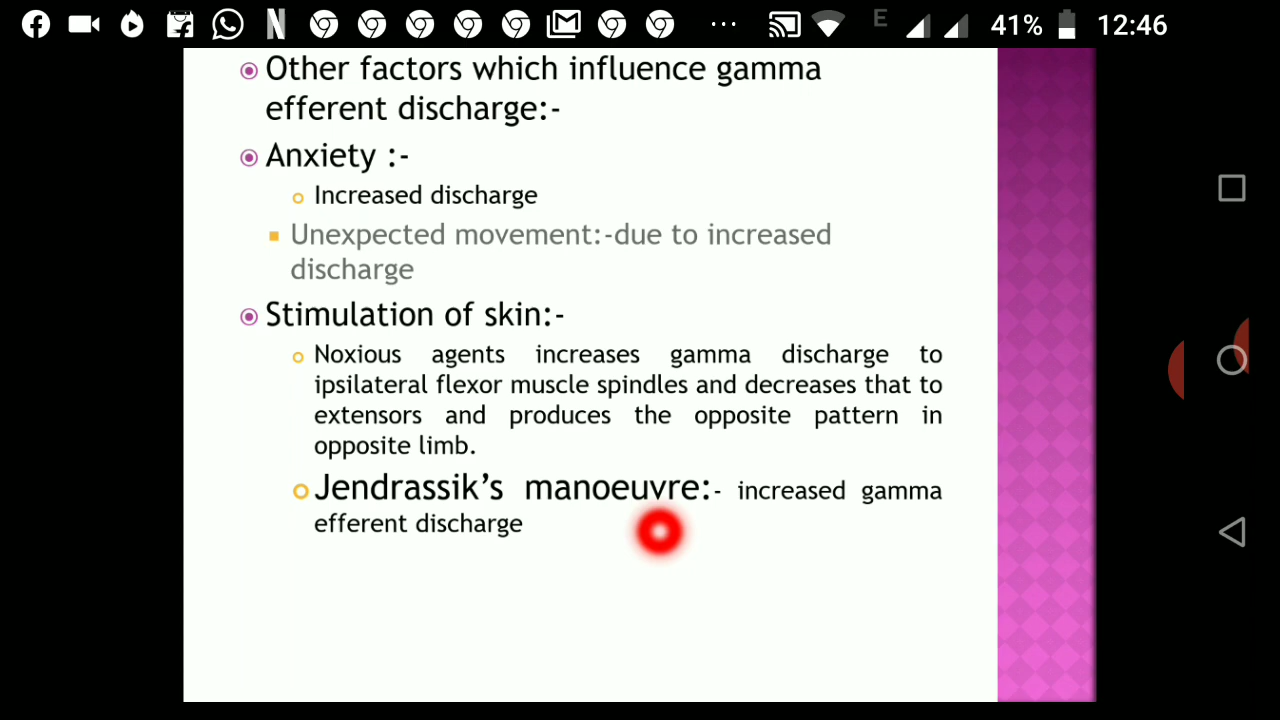 E 41% 12:46
Other factors which influence gamma
efferent discharge:-
Anxiety :-
Increased discharge
Unexpected movement:-due to increased
discharge
Stimulation of skin:-
Noxious agents increases gamma discharge to
ipsilateral flexor muscle spindles and decreases that to
extensors and produces the opposite pattern in
opposite limb.
Jendrassik’s manoeuvre:- increased gamma
efferent discharge